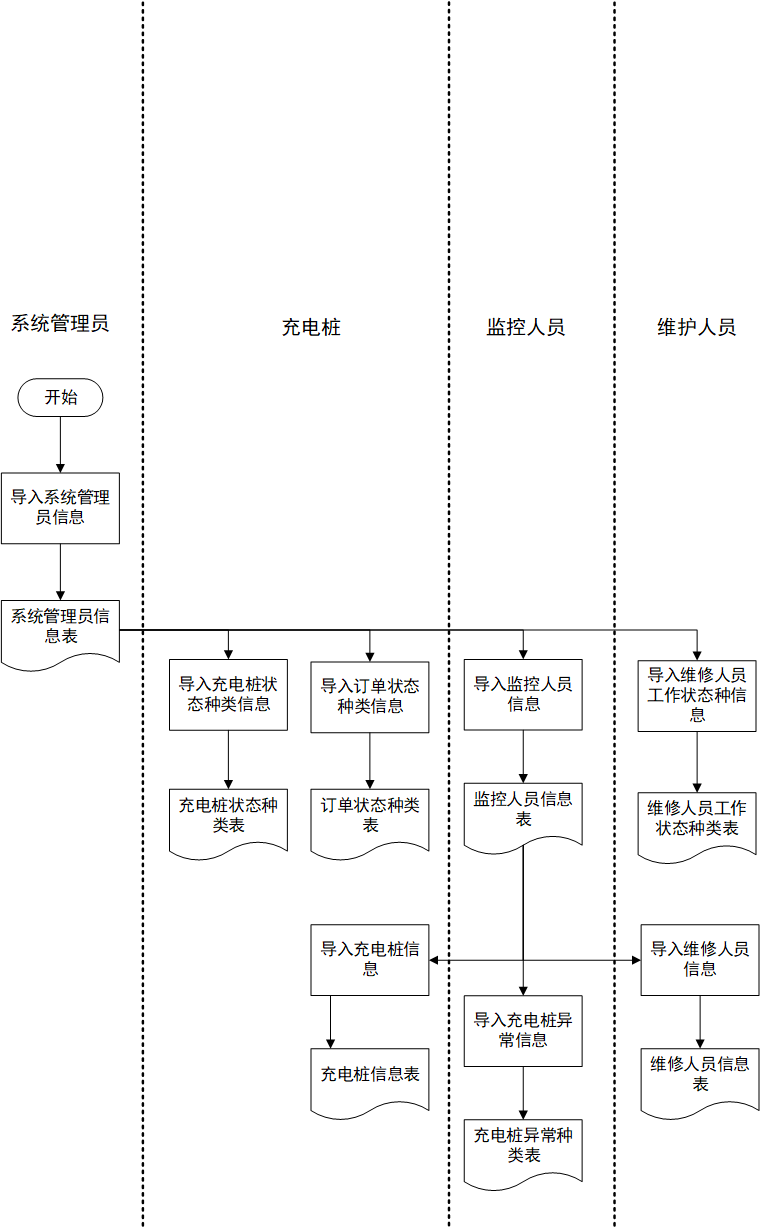 系统管理员
充电桩
监控人员
维护人员
开始
导入系统管理
员信息
系统管理员信
息表
导入充电桩状
态种类信息
导入订单状态
种类信息
导入监控人员
信息
导入维修人员
工作状态种信
息
充电桩状态种
类表
订单状态种类
表
监控人员信息
表
维修人员工作
状态种类表
导入充电桩信
息
导入维修人员
信息
导入充电桩异
常信息
充电桩信息表
维修人员信息
表
充电桩异常种
类表